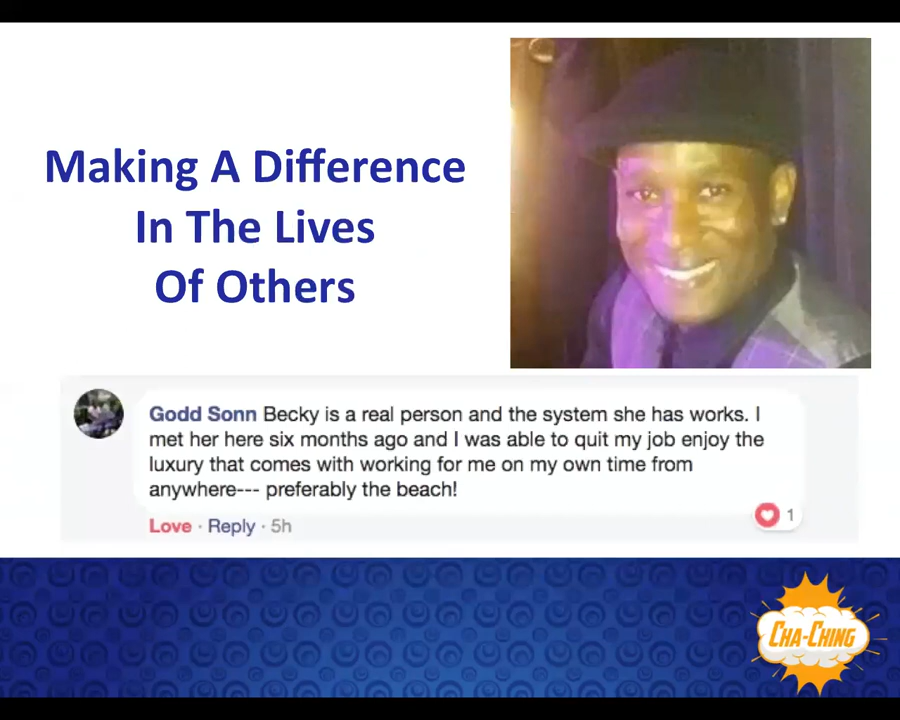 Making A Difference
In The Lives
Of Others
Godd Sonn Becky is a real person and the system she has works. I
met her here six months ago and I was able to quit my job enjoy the
luxury that comes with working for me on my own time from
anywhere--- preferably the beach!
Love · Reply · 5h
1
CHA-CHING